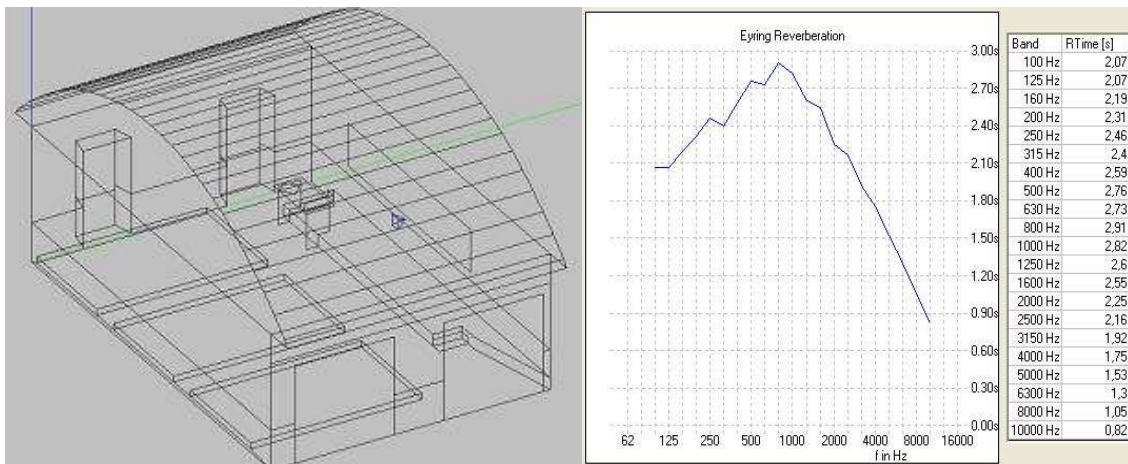 Eyring Reverberation
3.00s
2.70s
2.40s
2.10s
1.80s
1.50s
1.20s
0.90s
0.60s
0.30s
0.00s
62 125 250 500 1000 2000 4000 8000 16000
f in Hz
Band RTime [s]
100 Hz 2,07
125 Hz 2,07
160 Hz 2,19
200 Hz 2,31
250 Hz 2,46
315 Hz 2,4
400 Hz 2,59
500 Hz 2,76
630 Hz 2,73
800 Hz 2,91
1000 Hz 2,82
1250 Hz 2,6
1600 Hz 2,55
2000 Hz 2,25
2500 Hz 2,16
3150 Hz 1,92
4000 Hz 1,75
5000 Hz 1,53
6300 Hz 1,3
8000 Hz 1,05
10000 Hz 0,82